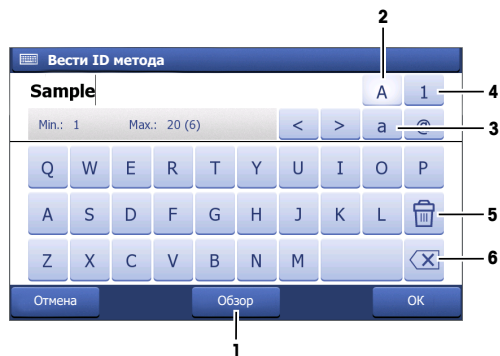 2
Вести ID метода
Sample A 1 4
Min.: 1 Max.: 20 (6) < > a @ 3
Q W E R T Y U I O P
A S D F G H J K L 5
Z X C V B N M X 6
Отмена Обзор OK
1